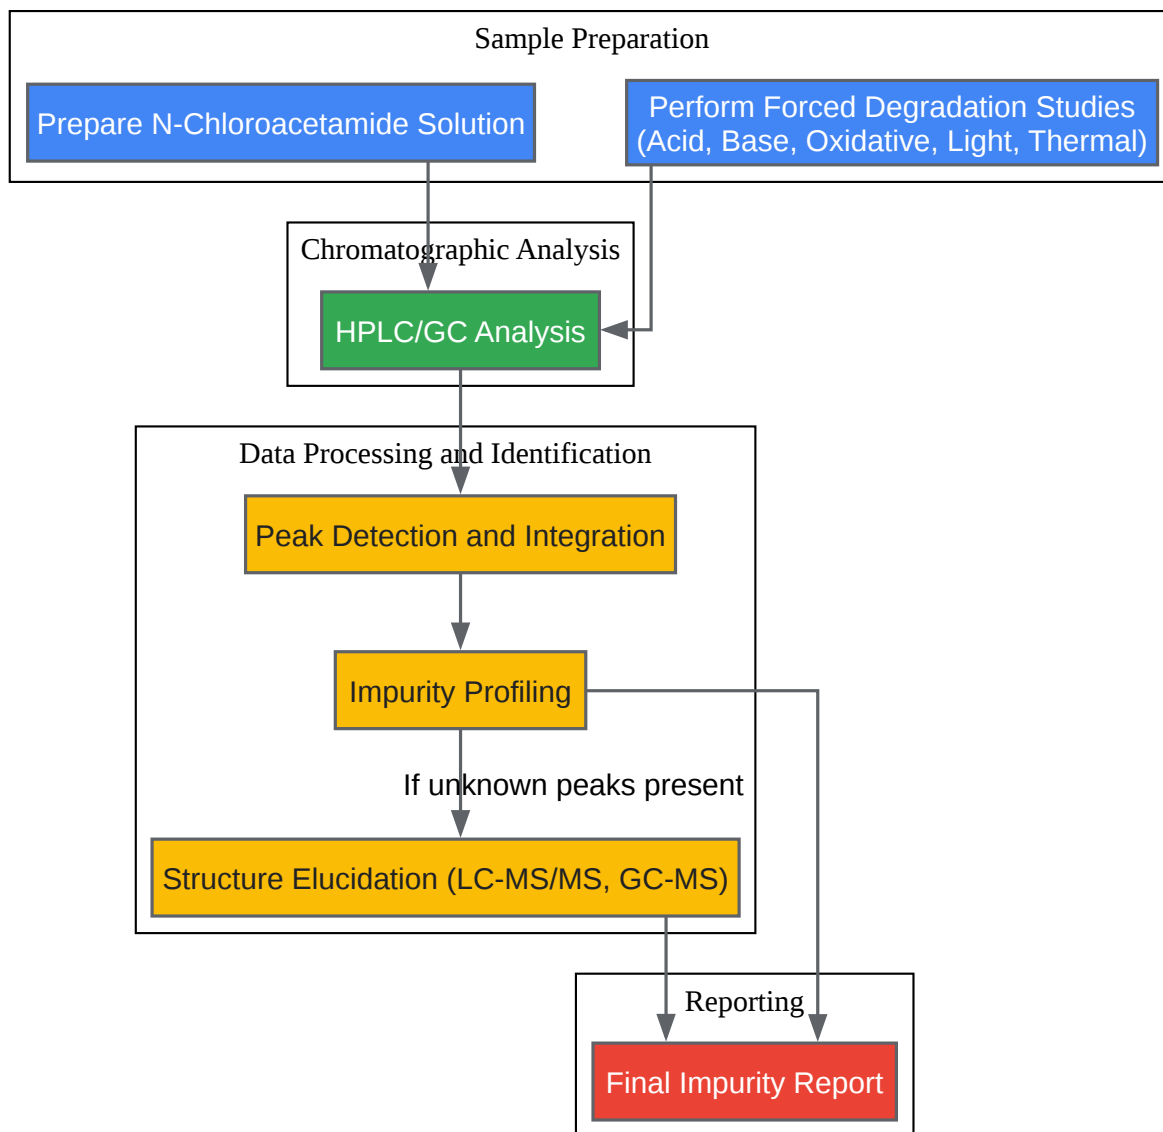 Sample Preparation
Prepare N-Chloroacetamide Solution
Perform Forced Degradation Studies
(Acid, Base, Oxidative, Light, Thermal)
Chromatographic Analysis
HPLC/GC Analysis
Data Processing and Identification
Peak Detection and Integration
Impurity Profiling
If unknown peaks present
Structure Elucidation (LC-MS/MS, GC-MS)
Reporting
Final Impurity Report